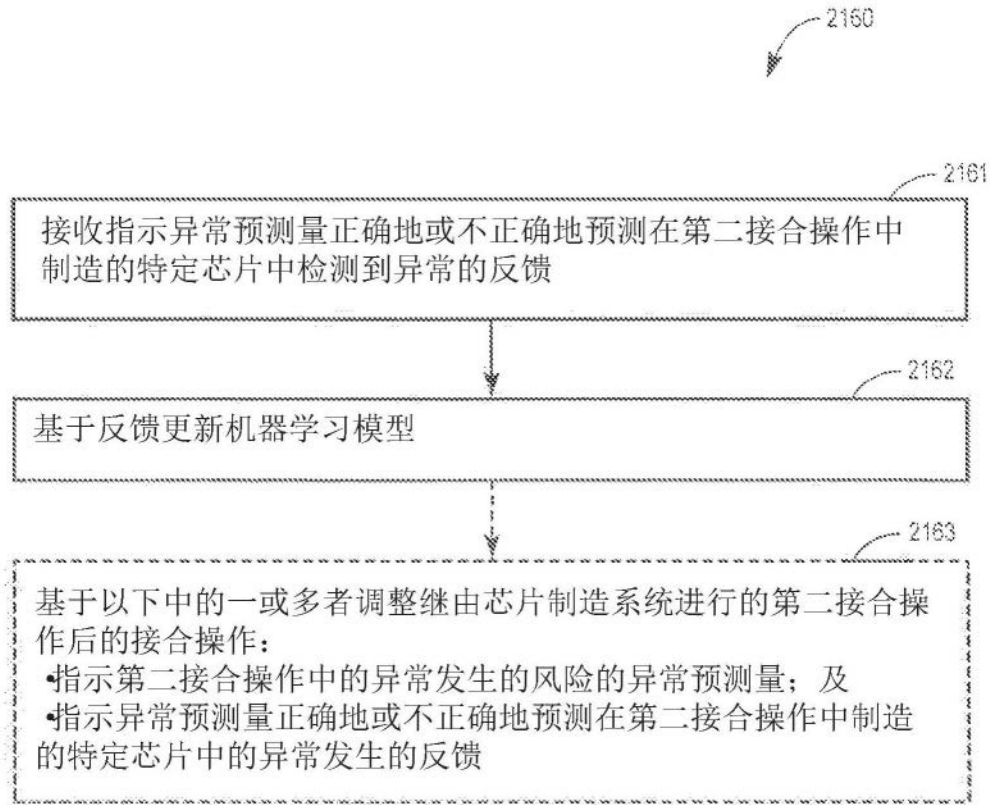 2160
2161
接收指示异常预测量正确地或不正确地预测在第二接合操作中
制造的特定芯片中检测到异常的反馈
2162
基于反馈更新机器学习模型
2163
基于以下中的一或多者调整继由芯片制造系统进行的第二接合操
作后的接合操作：
•指示第二接合操作中的异常发生的风险的异常预测量；及
•指示异常预测量正确地或不正确地预测在第二接合操作中制造
的特定芯片中的异常发生的反馈